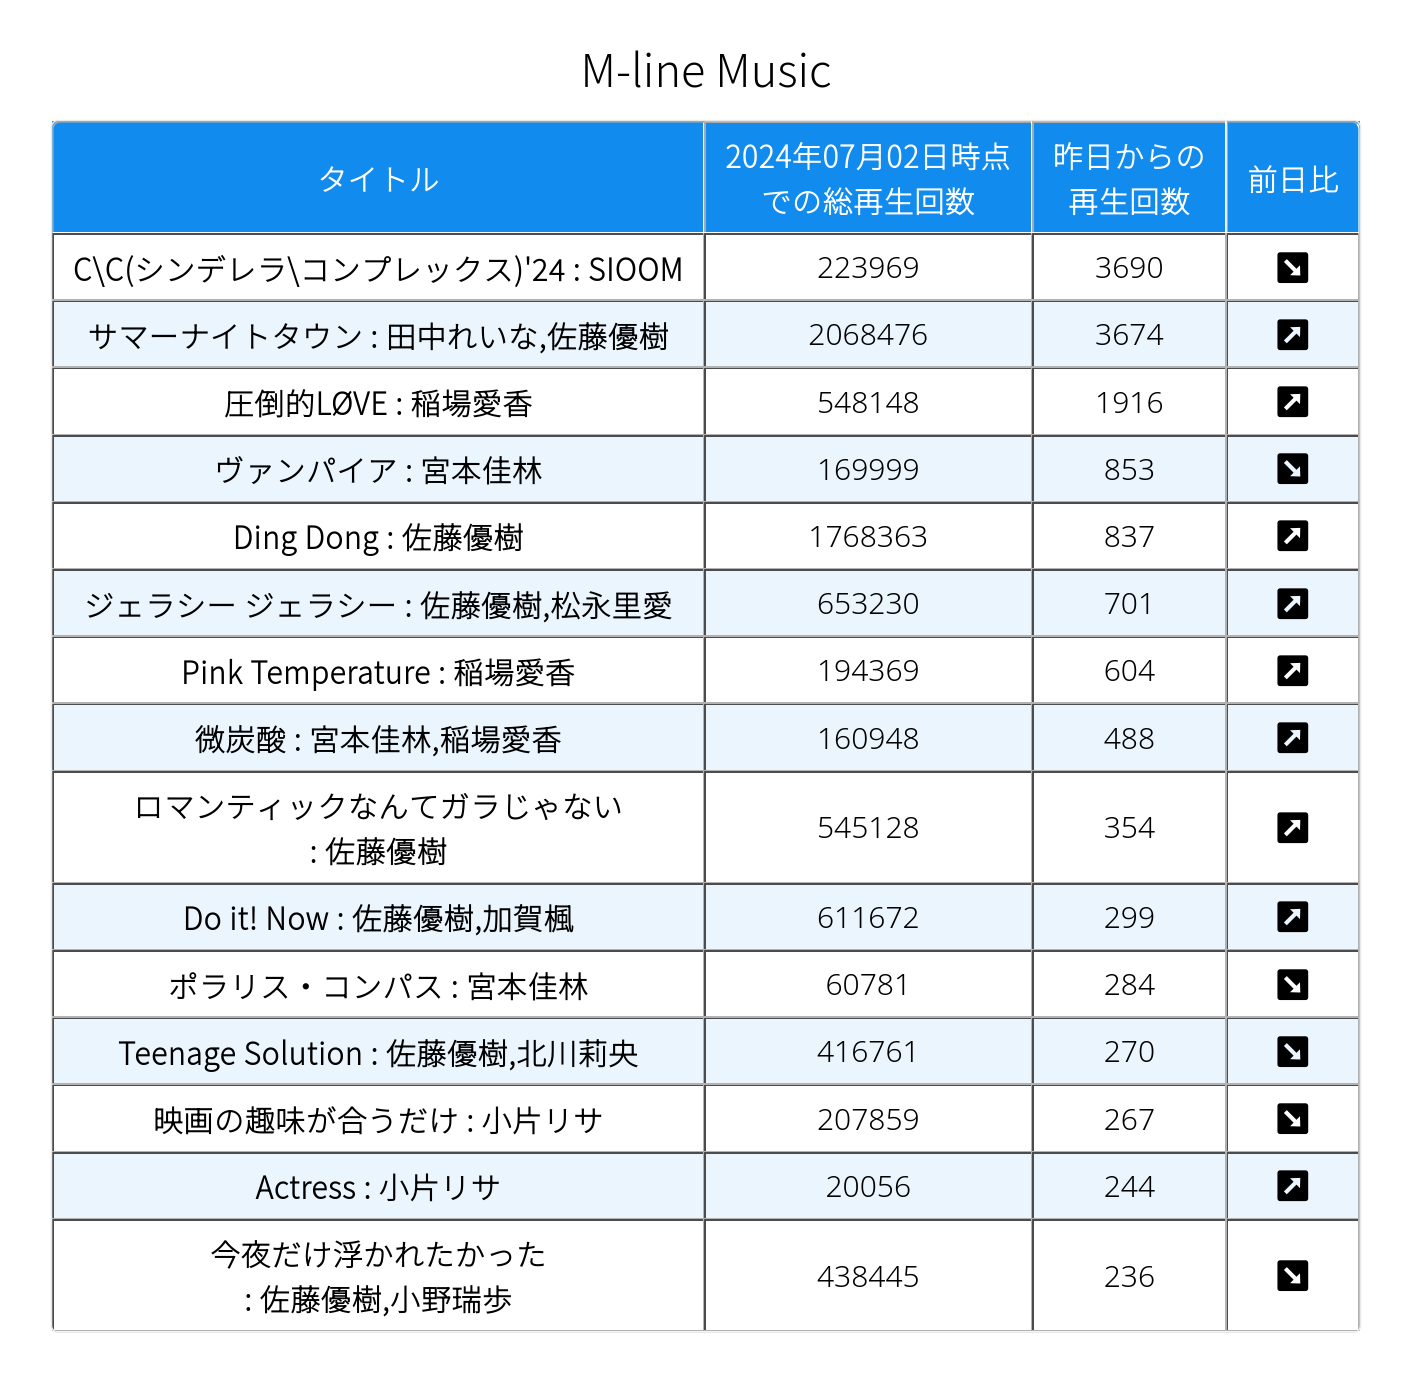 M-line Music
タイトル
2024年07月02日時点
での総再生回数
昨日からの
再生回数
前日比
C\C(シンデレラ\コンプレックス)'24 : SIOOM 223969 3690
サマーナイトタウン : 田中れいな,佐藤優樹 2068476 3674
圧倒的LØVE : 稲場愛香 548148 1916
ヴァンパイア : 宮本佳林 169999 853
Ding Dong : 佐藤優樹 1768363 837
ジェラシー ジェラシー : 佐藤優樹,松永里愛 653230 701
Pink Temperature : 稲場愛香 194369 604
微炭酸 : 宮本佳林,稲場愛香 160948 488
ロマンティックなんてガラじゃない
: 佐藤優樹 545128 354
Do it! Now : 佐藤優樹,加賀楓 611672 299
ポラリス・コンパス : 宮本佳林 60781 284
Teenage Solution : 佐藤優樹,北川莉央 416761 270
映画の趣味が合うだけ : 小片リサ 207859 267
Actress : 小片リサ 20056 244
今夜だけ浮かれたかった
: 佐藤優樹,小野瑞歩 438445 236